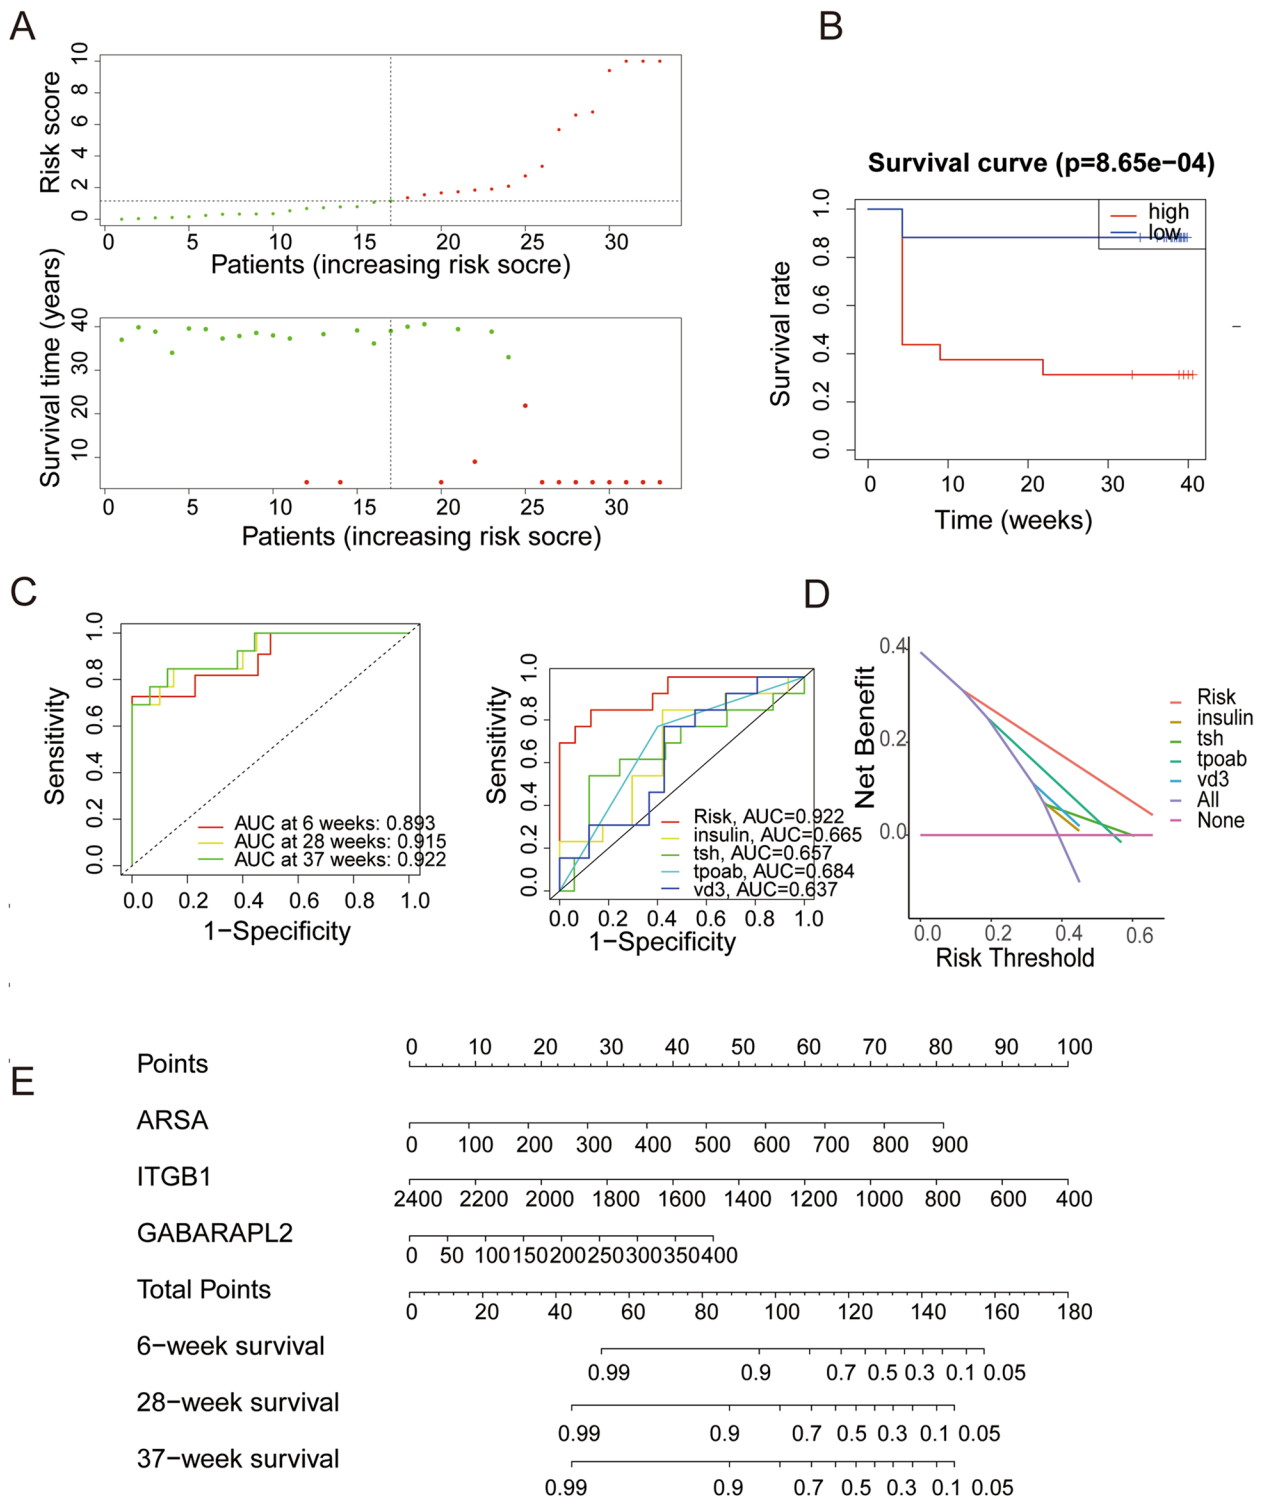 A
Risk score
0 2 4 6 8 10
0 5 10 15 20 25 30
Patients (increasing risk socre)
Survival time (years)
10 20 30 40
0 5 10 15 20 25 30
Patients (increasing risk socre)
B
Survival curve (p=8.65e−04)
high
low
Survival rate
0.0 0.2 0.4 0.6 0.8 1.0
0 10 20 30 40
Time (weeks)
C
Sensitivity
0.0 0.2 0.4 0.6 0.8 1.0
AUC at 6 weeks: 0.893
AUC at 28 weeks: 0.915
AUC at 37 weeks: 0.922
0.0 0.2 0.4 0.6 0.8 1.0
1−Specificity
Sensitivity
0.0 0.2 0.4 0.6 0.8 1.0
Risk, AUC=0.922
insulin, AUC=0.665
tsh, AUC=0.657
tpoab, AUC=0.684
vd3, AUC=0.637
0.0 0.2 0.4 0.6 0.8 1.0
1−Specificity
D
Net Benefit
0.4
0.2
0.0
0.0 0.2 0.4 0.6
Risk Threshold
Risk
insulin
tsh
tpoab
vd3
All
None
E
Points
0 10 20 30 40 50 60 70 80 90 100
ARSA
0 100 200 300 400 500 600 700 800 900
ITGB1
2400 2200 2000 1800 1600 1400 1200 1000 800 600 400
GABARAPL2
0 50 100 150 200 250 300 350 400
Total Points
0 20 40 60 80 100 120 140 160 180
6−week survival
0.99 0.9 0.7 0.5 0.3 0.1 0.05
28−week survival
0.99 0.9 0.7 0.5 0.3 0.1 0.05
37−week survival
0.99 0.9 0.7 0.5 0.3 0.1 0.05